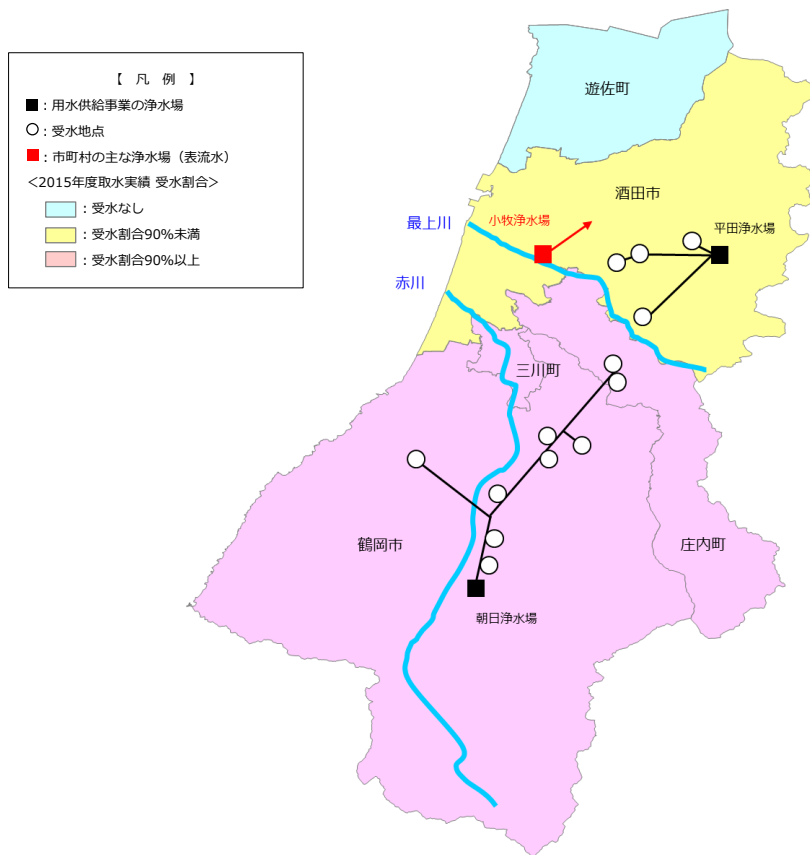 【 凡 例 】
■：用水供給事業の浄水場
○：受水地点
■：市町村の主な浄水場（表流水）
＜2015年度取水実績 受水割合＞
：受水なし
：受水割合90%未満
：受水割合90%以上
遊佐町
酒田市
最上川
小牧浄水場
平田浄水場
赤川
三川町
鶴岡市
庄内町
朝日浄水場